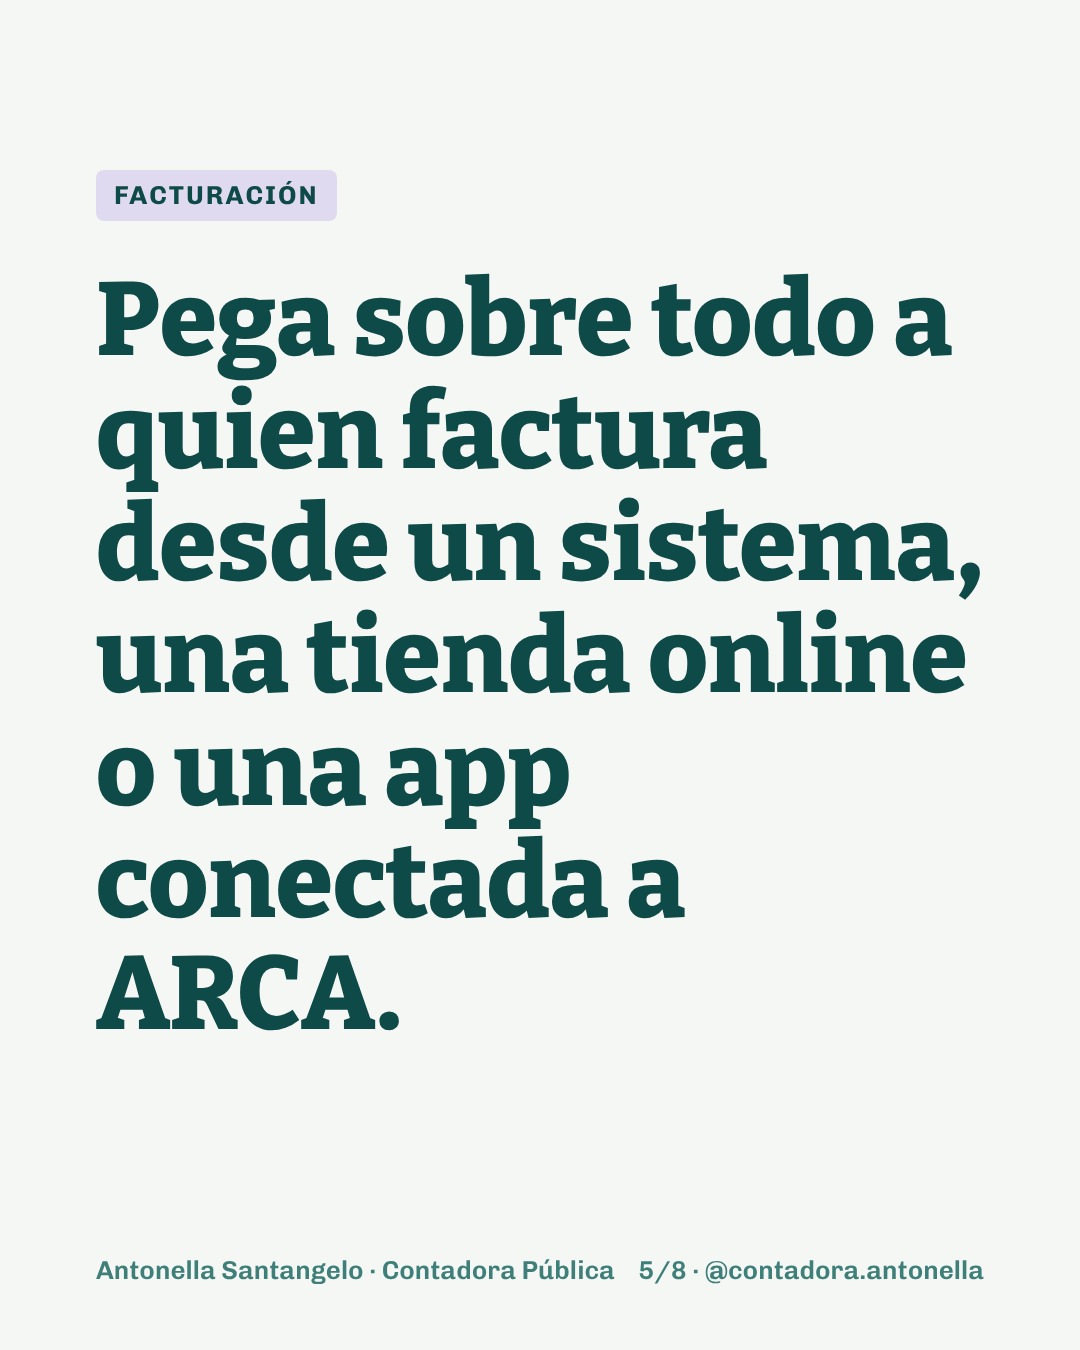 FACTURACIÓN
Pega sobre todo a
quien factura
desde un sistema,
una tienda online
o una app
conectada a
ARCA.
Antonella Santangelo · Contadora Pública 5/8 · @contadora.antonella